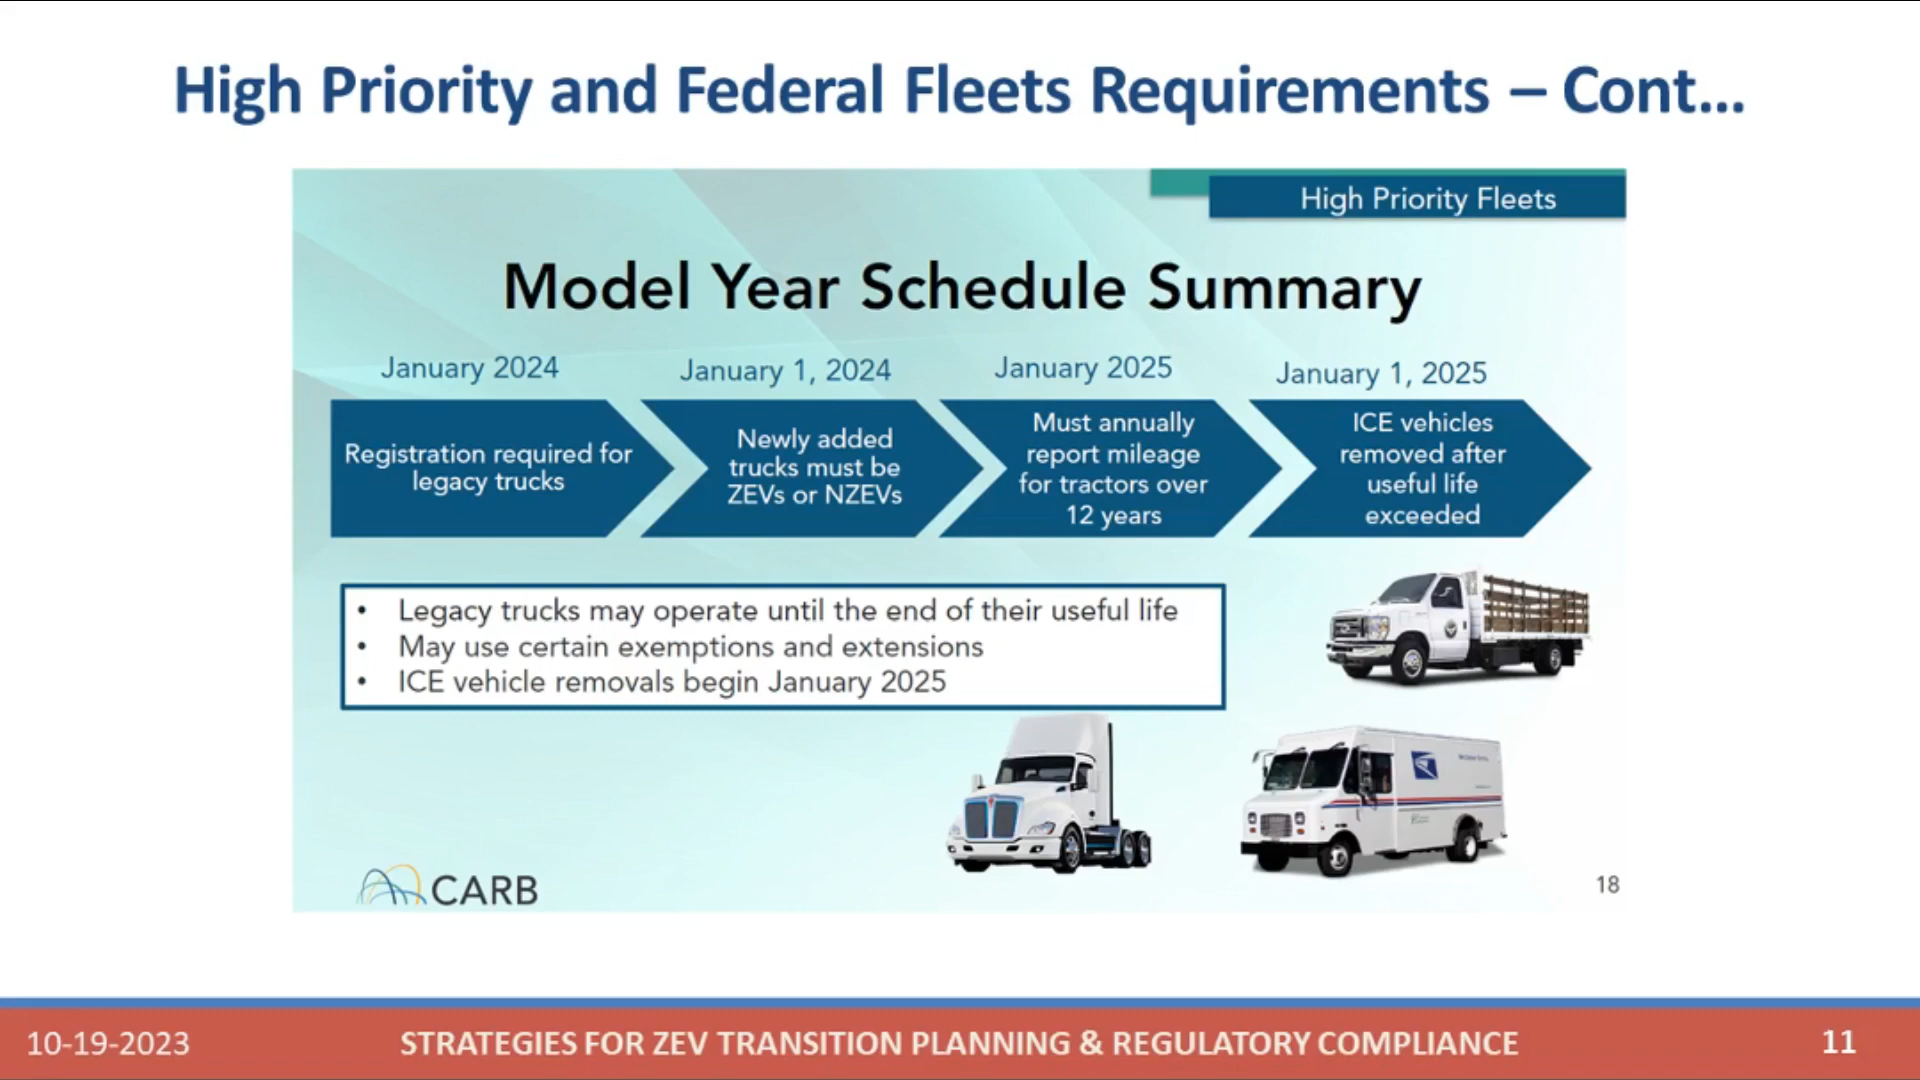 High Priority and Federal Fleets Requirements – Cont...
High Priority Fleets
Model Year Schedule Summary
January 2024
January 1, 2024
January 2025
January 1, 2025
Registration required for
legacy trucks
Newly added
trucks must be
ZEVs or NZEVs
Must annually
report mileage
for tractors over
12 years
ICE vehicles
removed after
useful life
exceeded
• Legacy trucks may operate until the end of their useful life
• May use certain exemptions and extensions
• ICE vehicle removals begin January 2025
CARB
18
10-19-2023
STRATEGIES FOR ZEV TRANSITION PLANNING & REGULATORY COMPLIANCE
11